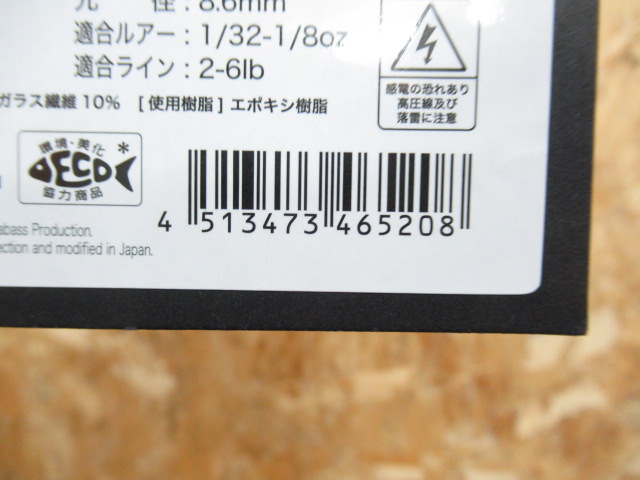 径 : 8.6mm
適合ルアー : 1/32-1/8oz
適合ライン : 2-6lb
ガラス繊維 10% [使用樹脂] エポキシ樹脂
感電の恐れあり
高圧線及び
落雷に注意
環境・美化*
DECO
協力商品
4 513473 465208
abass Production.
ection and modified in Japan.